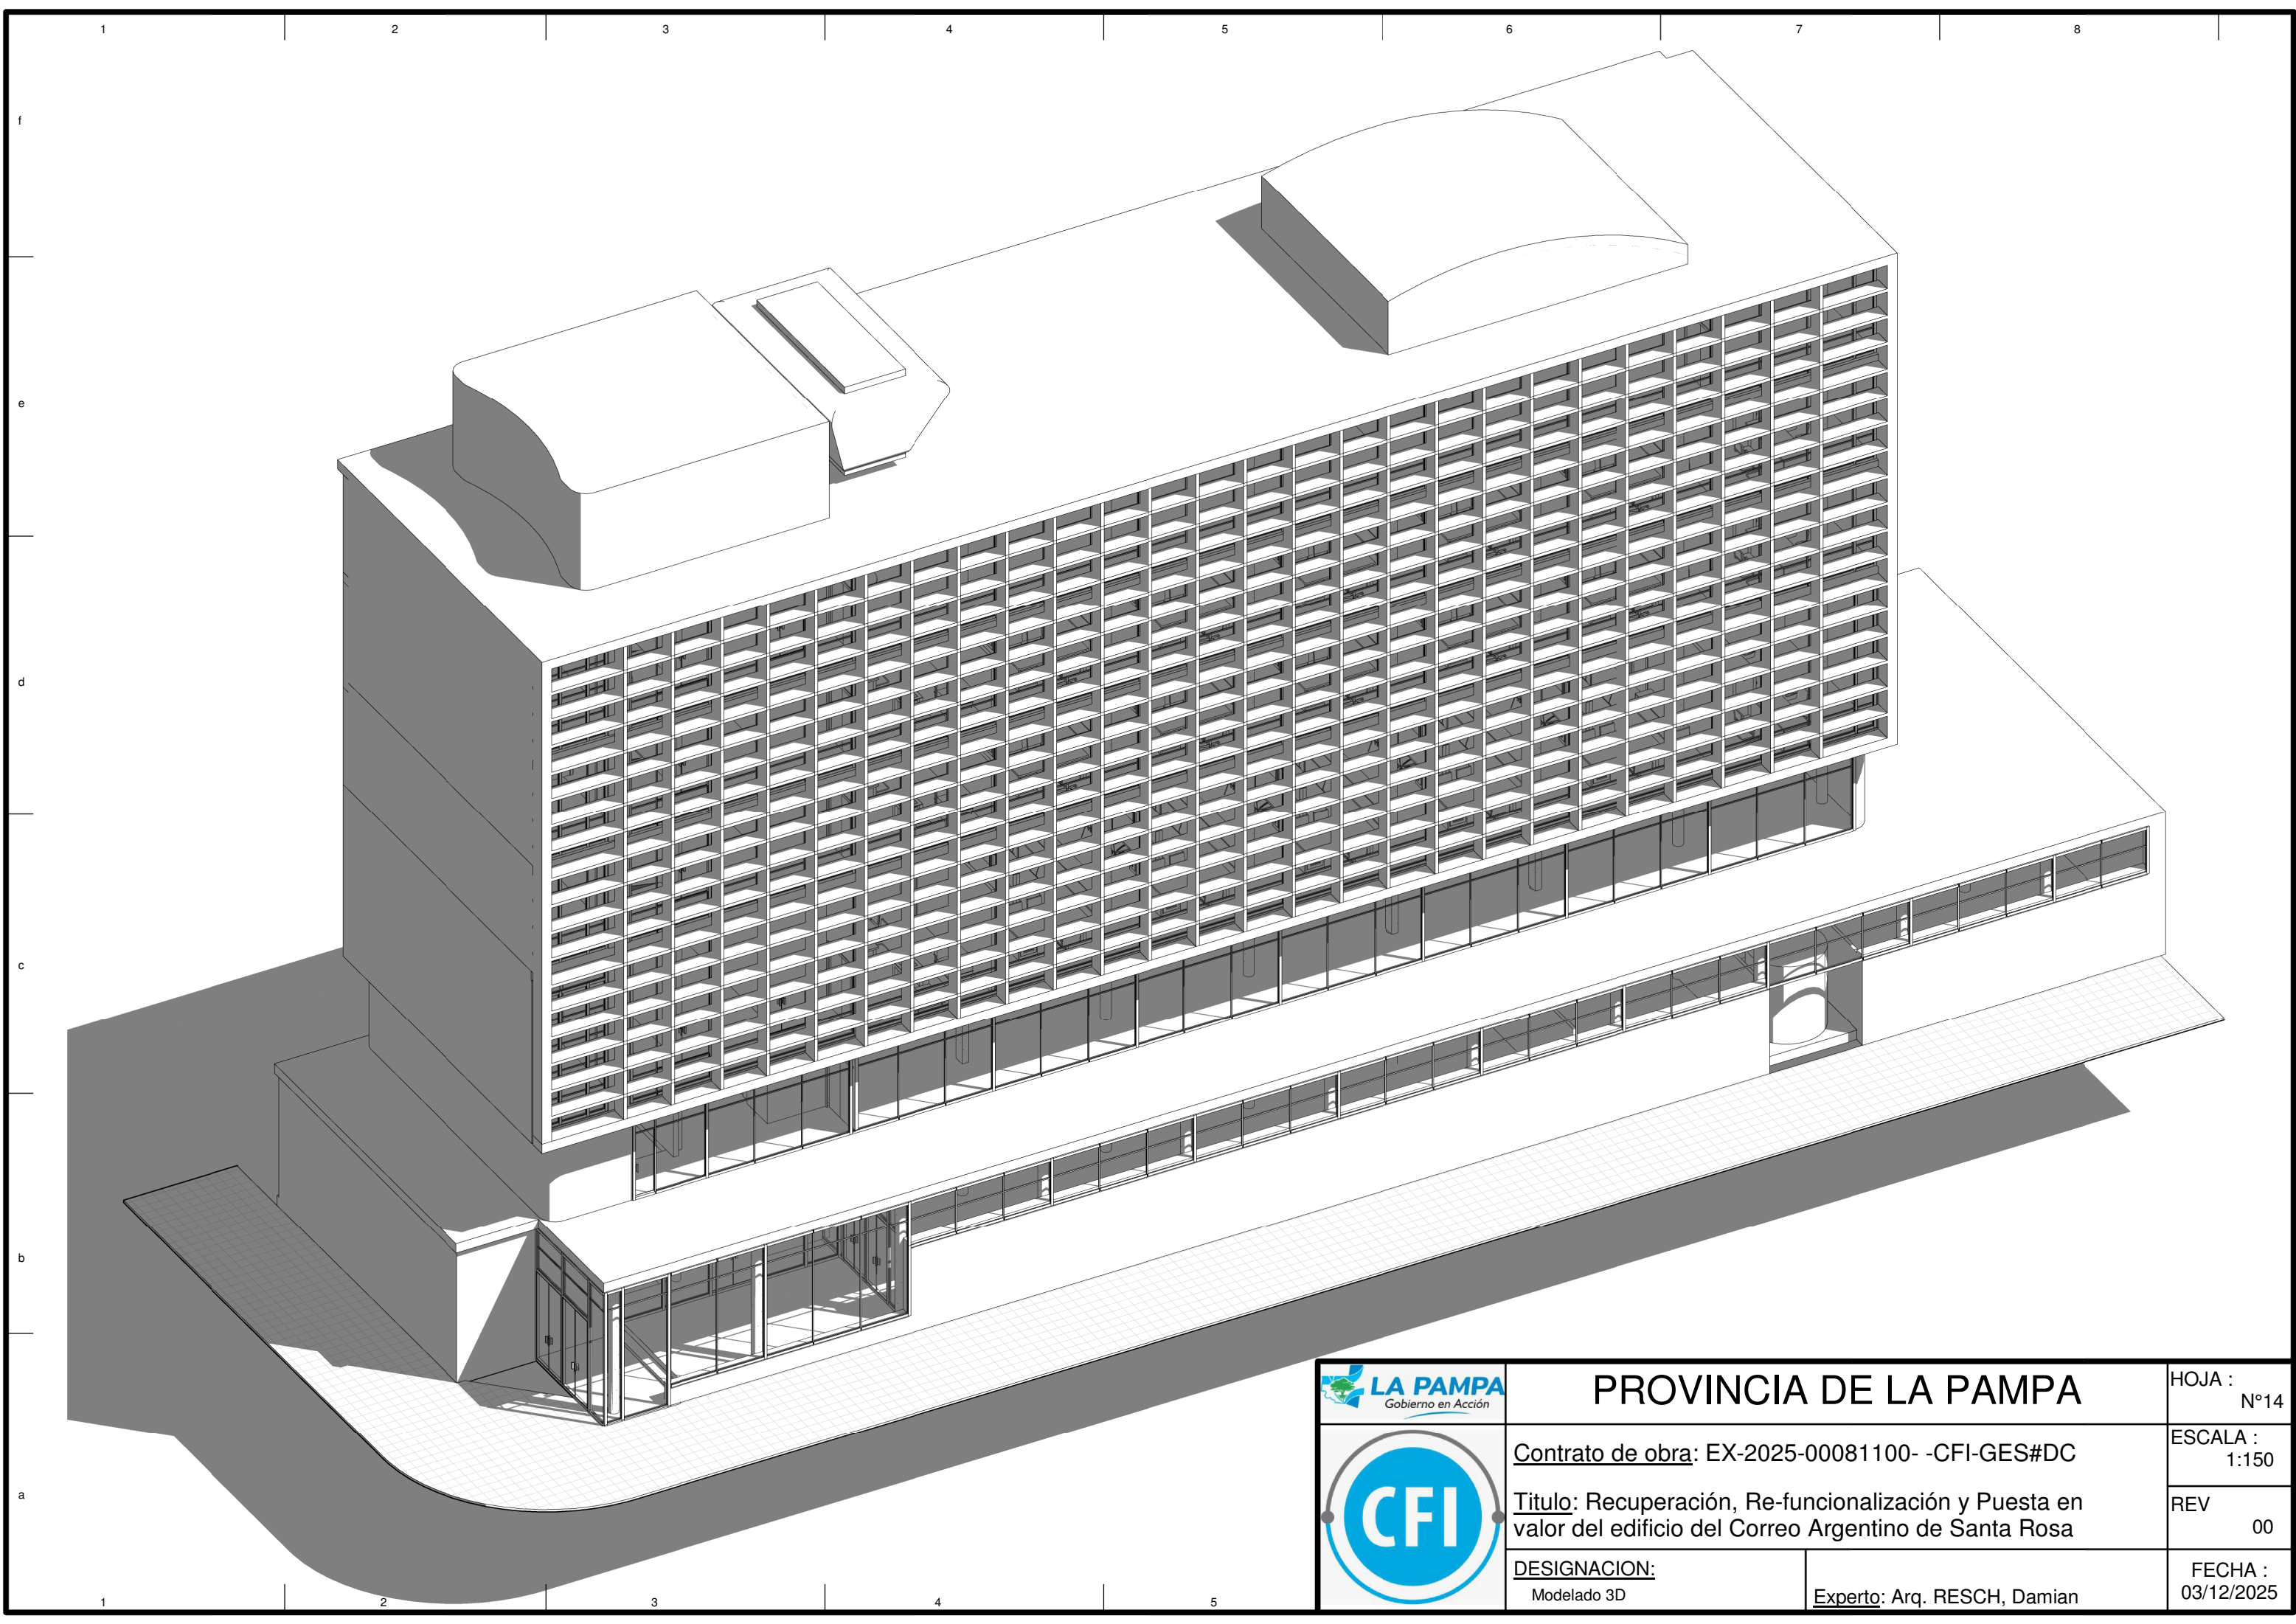 1 2 3 4 5 6 7 8
f
e
d
c
b
a
1 2 3 4 5
LA PAMPA
Gobierno en Acción
PROVINCIA DE LA PAMPA
HOJA :
N°14
CFI
Contrato de obra: EX-2025-00081100- -CFI-GES#DC
Titulo: Recuperación, Re-funcionalización y Puesta en
valor del edificio del Correo Argentino de Santa Rosa
ESCALA :
1:150
REV
00
DESIGNACION:
Modelado 3D
Experto: Arq. RESCH, Damian
FECHA :
03/12/2025